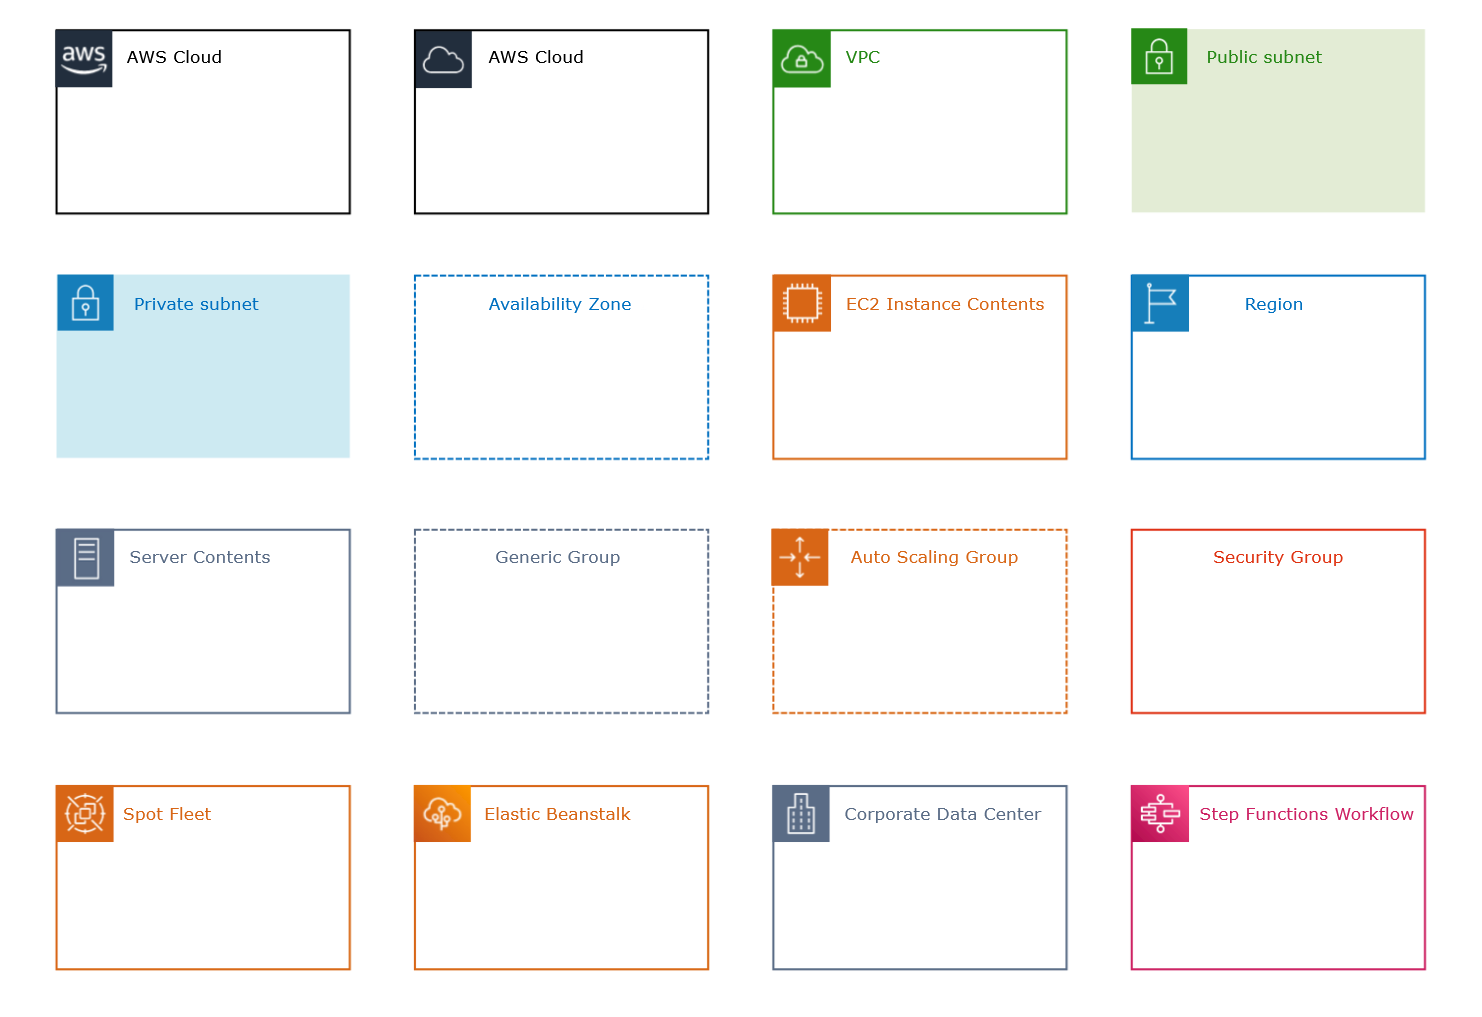 aws
AWS Cloud
AWS Cloud
VPC
Public subnet
Private subnet
Availability Zone
EC2 Instance Contents
Region
Server Contents
Generic Group
Auto Scaling Group
Security Group
Spot Fleet
Elastic Beanstalk
Corporate Data Center
Step Functions Workflow